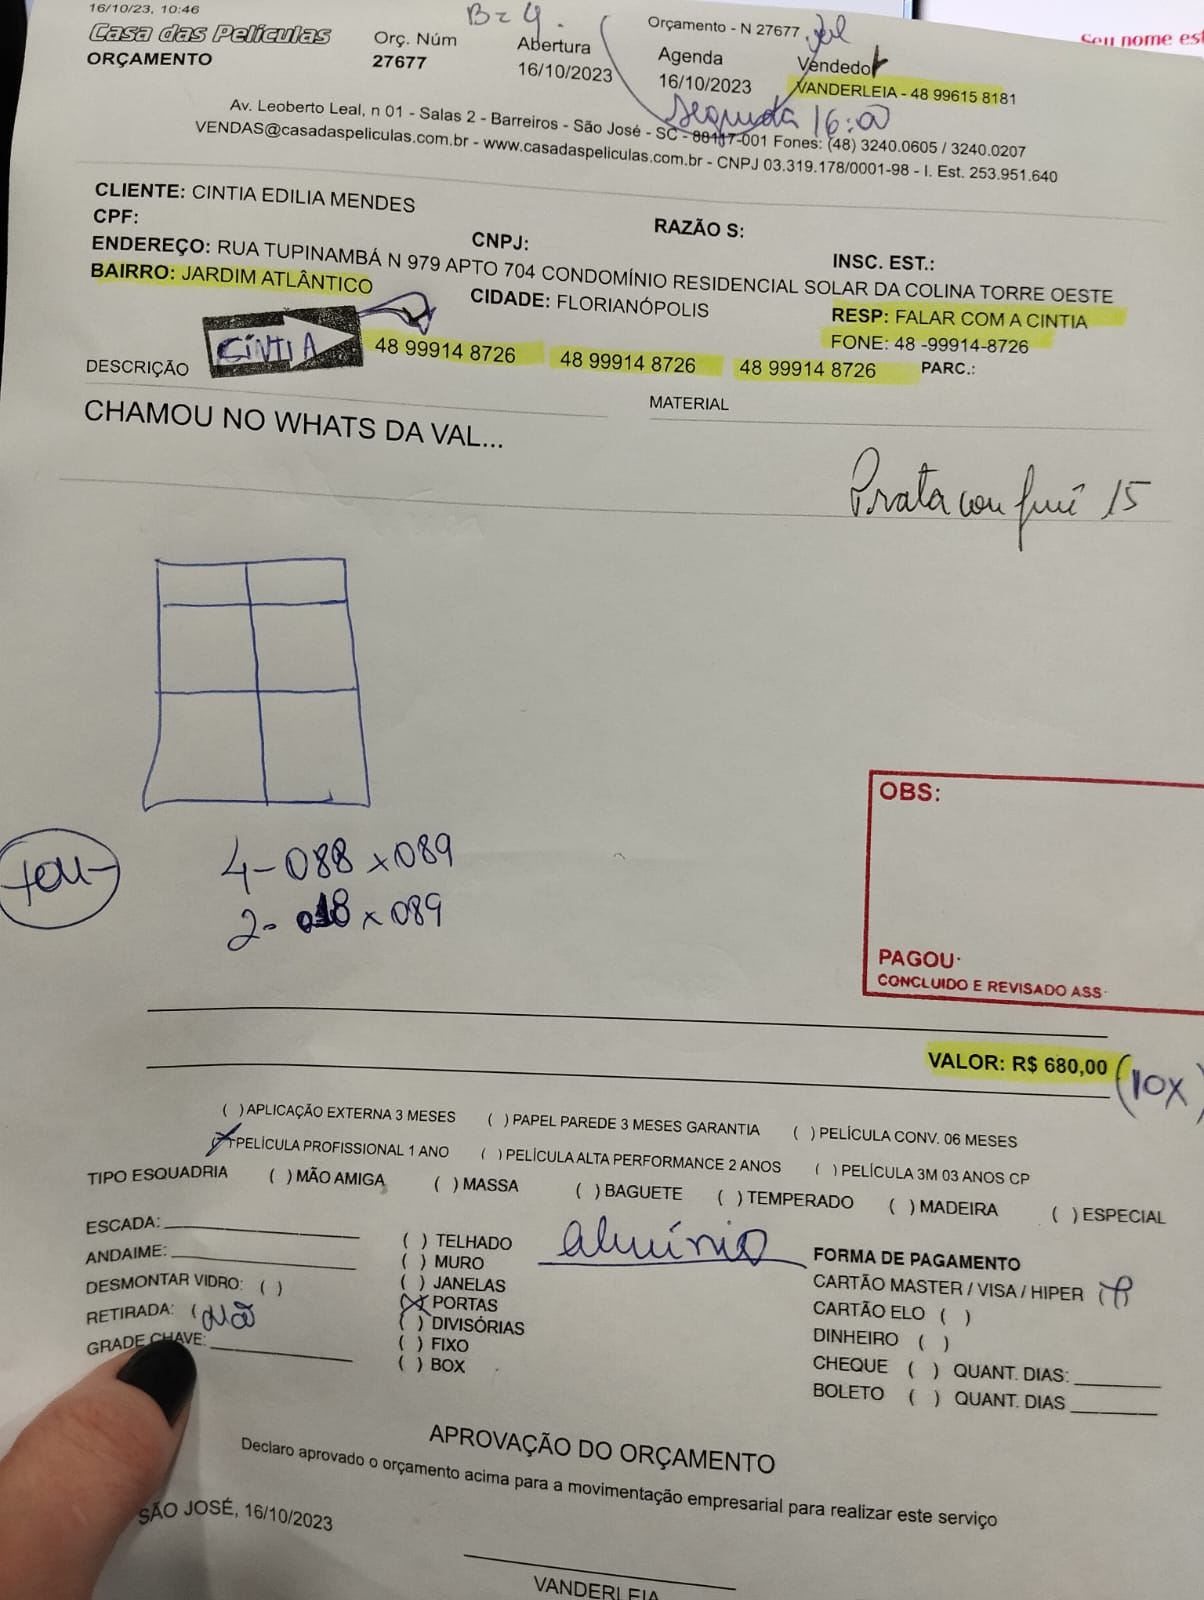 16/10/23, 10:46
B=4.
Orçamento - N 27677
Seu nome est
Casa das Películas
ORÇAMENTO
Orç. Núm
27677
Abertura
16/10/2023
Agenda
16/10/2023
Vendedor
VANDERLEIA - 48 99615 8181
Segunda 16:00
Av. Leoberto Leal, n 01 - Salas 2 - Barreiros - São José - SC - 88117-001 Fones: (48) 3240.0605 / 3240.0207
VENDAS@casadaspeliculas.com.br - www.casadaspeliculas.com.br - CNPJ 03.319.178/0001-98 - I. Est. 253.951.640
CLIENTE: CINTIA EDILIA MENDES
RAZÃO S:
CPF:
CNPJ:
INSC. EST.:
ENDEREÇO: RUA TUPINAMBÁ N 979 APTO 704 CONDOMÍNIO RESIDENCIAL SOLAR DA COLINA TORRE OESTE
BAIRRO: JARDIM ATLÂNTICO
CIDADE: FLORIANÓPOLIS
RESP: FALAR COM A CINTIA
FONE: 48 -99914-8726
CÍNTIA
48 99914 8726 48 99914 8726 48 99914 8726 PARC.:
DESCRIÇÃO
MATERIAL
CHAMOU NO WHATS DA VAL...
Prata com fumê 15
4-088 x 089
2- 018 x 089
OBS:
PAGOU:
CONCLUIDO E REVISADO ASS:
VALOR: R$ 680,00 (10X)
( )APLICAÇÃO EXTERNA 3 MESES ( )PAPEL PAREDE 3 MESES GARANTIA ( )PELÍCULA CONV. 06 MESES
(X)PELÍCULA PROFISSIONAL 1 ANO ( )PELÍCULA ALTA PERFORMANCE 2 ANOS ( )PELÍCULA 3M 03 ANOS CP
TIPO ESQUADRIA ( )MÃO AMIGA ( )MASSA ( )BAGUETE ( )TEMPERADO ( )MADEIRA ( )ESPECIAL
ESCADA:
ANDAIME:
DESMONTAR VIDRO: ( )
RETIRADA: (Não
GRADE CHAVE:
( ) TELHADO
( ) MURO
( ) JANELAS
(X) PORTAS
( ) DIVISÓRIAS
( ) FIXO
( ) BOX
alumínio
FORMA DE PAGAMENTO
CARTÃO MASTER / VISA / HIPER
CARTÃO ELO ( )
DINHEIRO ( )
CHEQUE ( ) QUANT. DIAS:
BOLETO ( ) QUANT. DIAS
APROVAÇÃO DO ORÇAMENTO
Declaro aprovado o orçamento acima para a movimentação empresarial para realizar este serviço
SÃO JOSÉ, 16/10/2023
VANDERLEIA